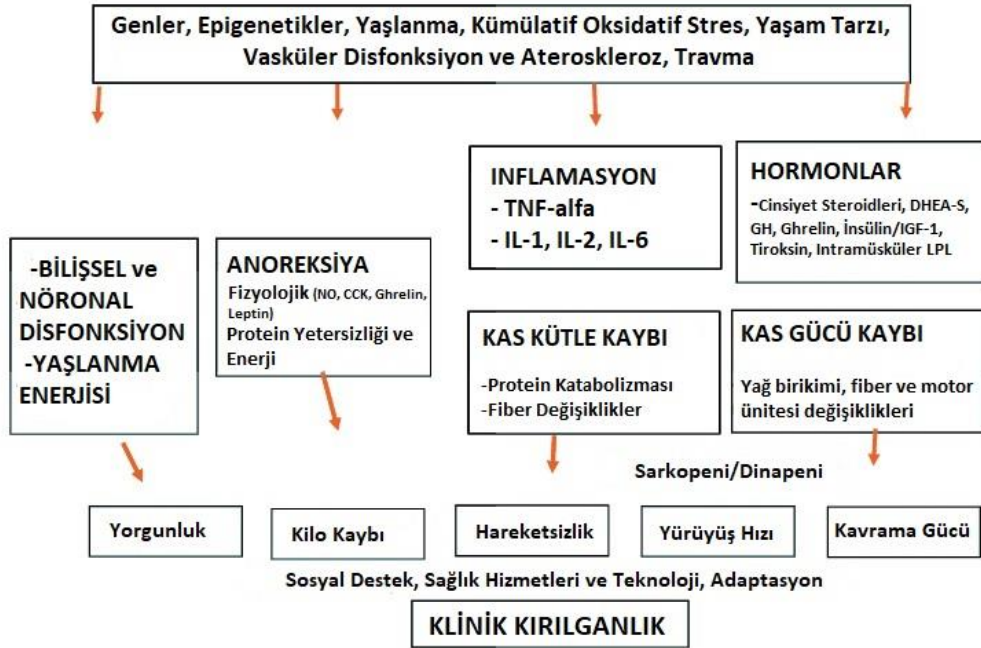 Genler, Epigenetikler, Yaşlanma, Kümülatif Oksidatif Stres, Yaşam Tarzı,
Vasküler Disfonksiyon ve Ateroskleroz, Travma
-BİLİŞSEL ve
NÖRONAL
DİSFONKSİYON
-YAŞLANMA
ENERJİSİ
ANOREKSİYA
Fizyolojik (NO, CCK, Ghrelin,
Leptin)
Protein Yetersizliği ve
Enerji
INFLAMASYON
- TNF-alfa
- IL-1, IL-2, IL-6
HORMONLAR
-Cinsiyet Steroidleri, DHEA-S,
GH, Ghrelin, İnsülin/IGF-1,
Tiroksin, Intramüsküler LPL
KAS KÜTLE KAYBI
-Protein Katabolizması
-Fiber Değişiklikler
KAS GÜCÜ KAYBI
Yağ birikimi, fiber ve motor
ünitesi değişiklikleri
Sarkopeni/Dinapeni
Yorgunluk
Kilo Kaybı
Hareketsizlik
Yürüyüş Hızı
Kavrama Gücü
Sosyal Destek, Sağlık Hizmetleri ve Teknoloji, Adaptasyon
KLİNİK KIRILGANLIK